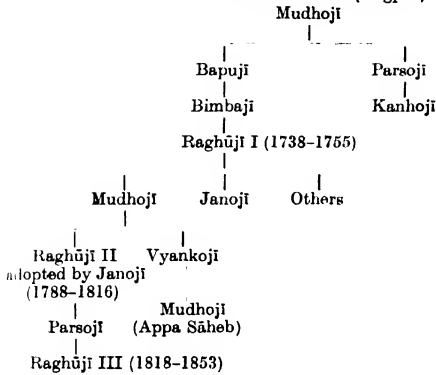 Mudhojī
Bapujī Parsojī
Bimbajī Kanhojī
Raghūjī I (1738–1755)
Mudhojī Janojī Others
Raghūjī II Vyankojī
adopted by Janojī
(1788–1816) Mudhojī
Parsojī (Appa Sāheb)
Raghūjī III (1818–1853)